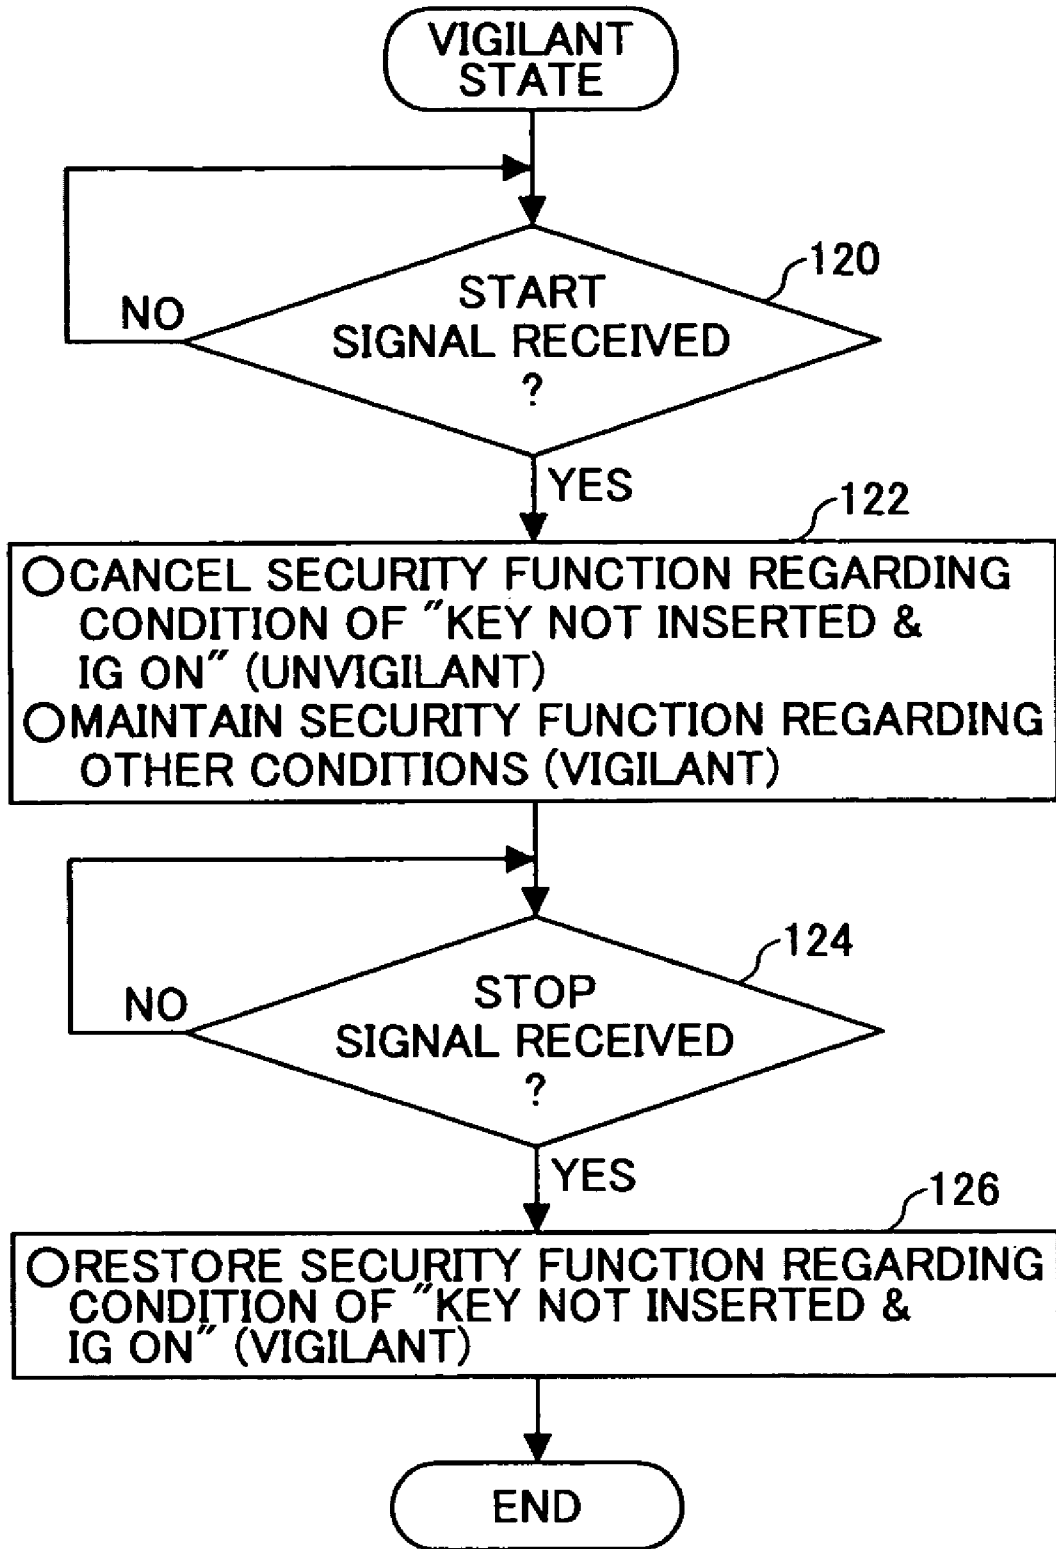 VIGILANT
STATE
120
START
SIGNAL RECEIVED
?
NO
YES
122
○CANCEL SECURITY FUNCTION REGARDING
CONDITION OF "KEY NOT INSERTED &
IG ON" (UNVIGILANT)
○MAINTAIN SECURITY FUNCTION REGARDING
OTHER CONDITIONS (VIGILANT)
124
STOP
SIGNAL RECEIVED
?
NO
YES
126
○RESTORE SECURITY FUNCTION REGARDING
CONDITION OF "KEY NOT INSERTED &
IG ON" (VIGILANT)
END